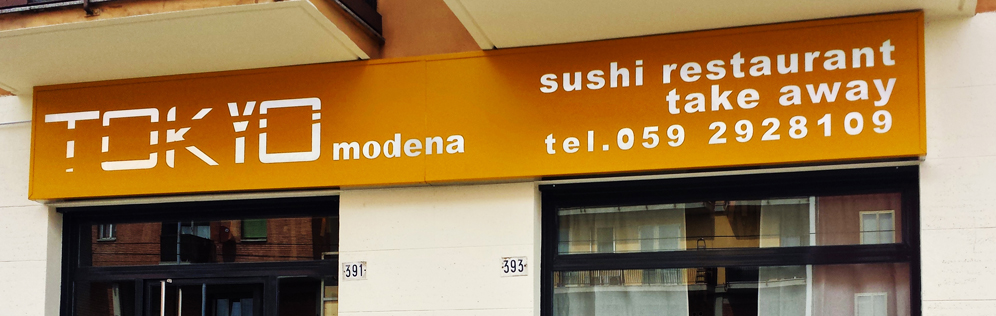 TOKYO modena
sushi restaurant
take away
tel.059 2928109
391
393